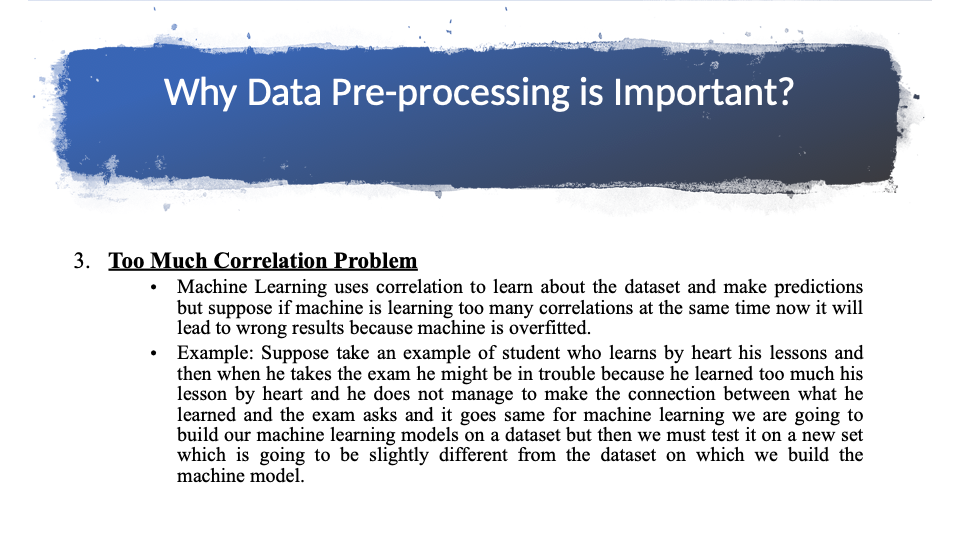 Why Data Pre-processing is Important?
3. Too Much Correlation Problem
• Machine Learning uses correlation to learn about the dataset and make predictions
but suppose if machine is learning too many correlations at the same time now it will
lead to wrong results because machine is overfitted.
• Example: Suppose take an example of student who learns by heart his lessons and
then when he takes the exam he might be in trouble because he learned too much his
lesson by heart and he does not manage to make the connection between what he
learned and the exam asks and it goes same for machine learning we are going to
build our machine learning models on a dataset but then we must test it on a new set
which is going to be slightly different from the dataset on which we build the
machine model.